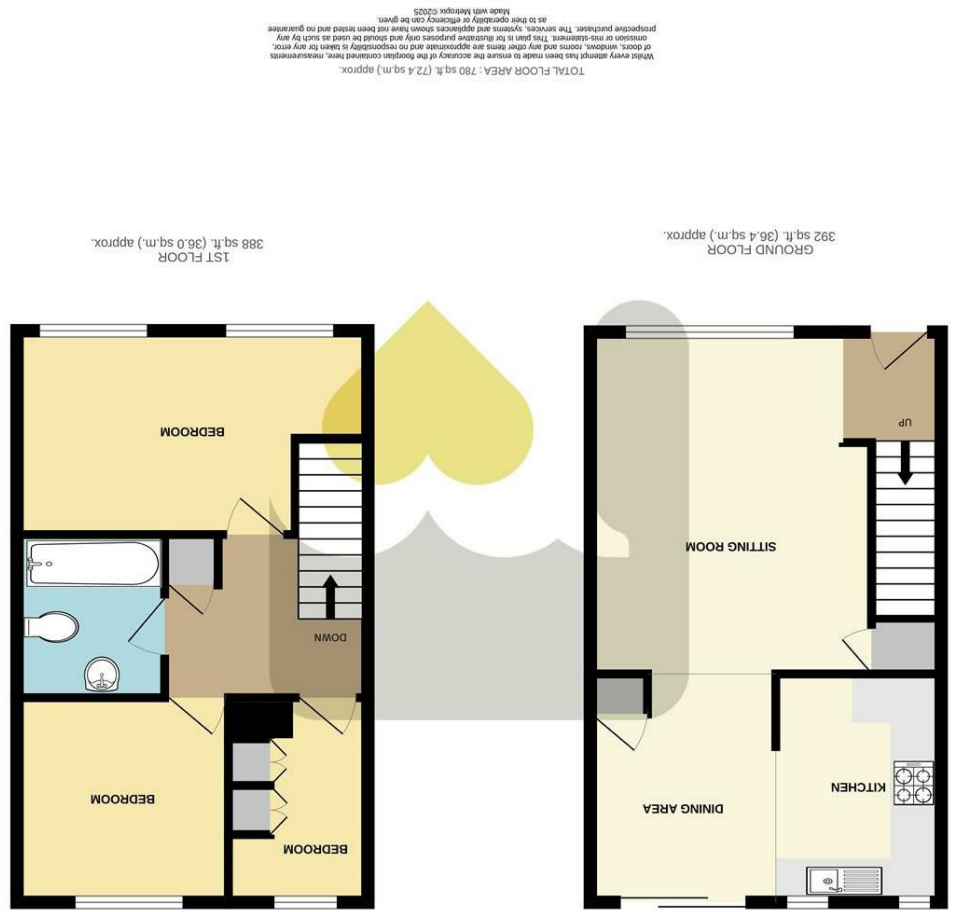 GROUND FLOOR
392 sq.ft. (36.4 sq.m.) approx.
1ST FLOOR
388 sq.ft. (36.0 sq.m.) approx.
KITCHEN
DINING AREA
SITTING ROOM
UP
BEDROOM
BEDROOM
DOWN
BEDROOM
TOTAL FLOOR AREA : 780 sq.ft. (72.4 sq.m.) approx.
Whilst every attempt has been made to ensure the accuracy of the floorplan contained here, measurements
of doors, windows, rooms and any other items are approximate and no responsibility is taken for any error,
omission or mis-statement. This plan is for illustrative purposes only and should be used as such by any
prospective purchaser. The services, systems and appliances shown have not been tested and no guarantee
as to their operability or efficiency can be given.
Made with Metropix ©2025